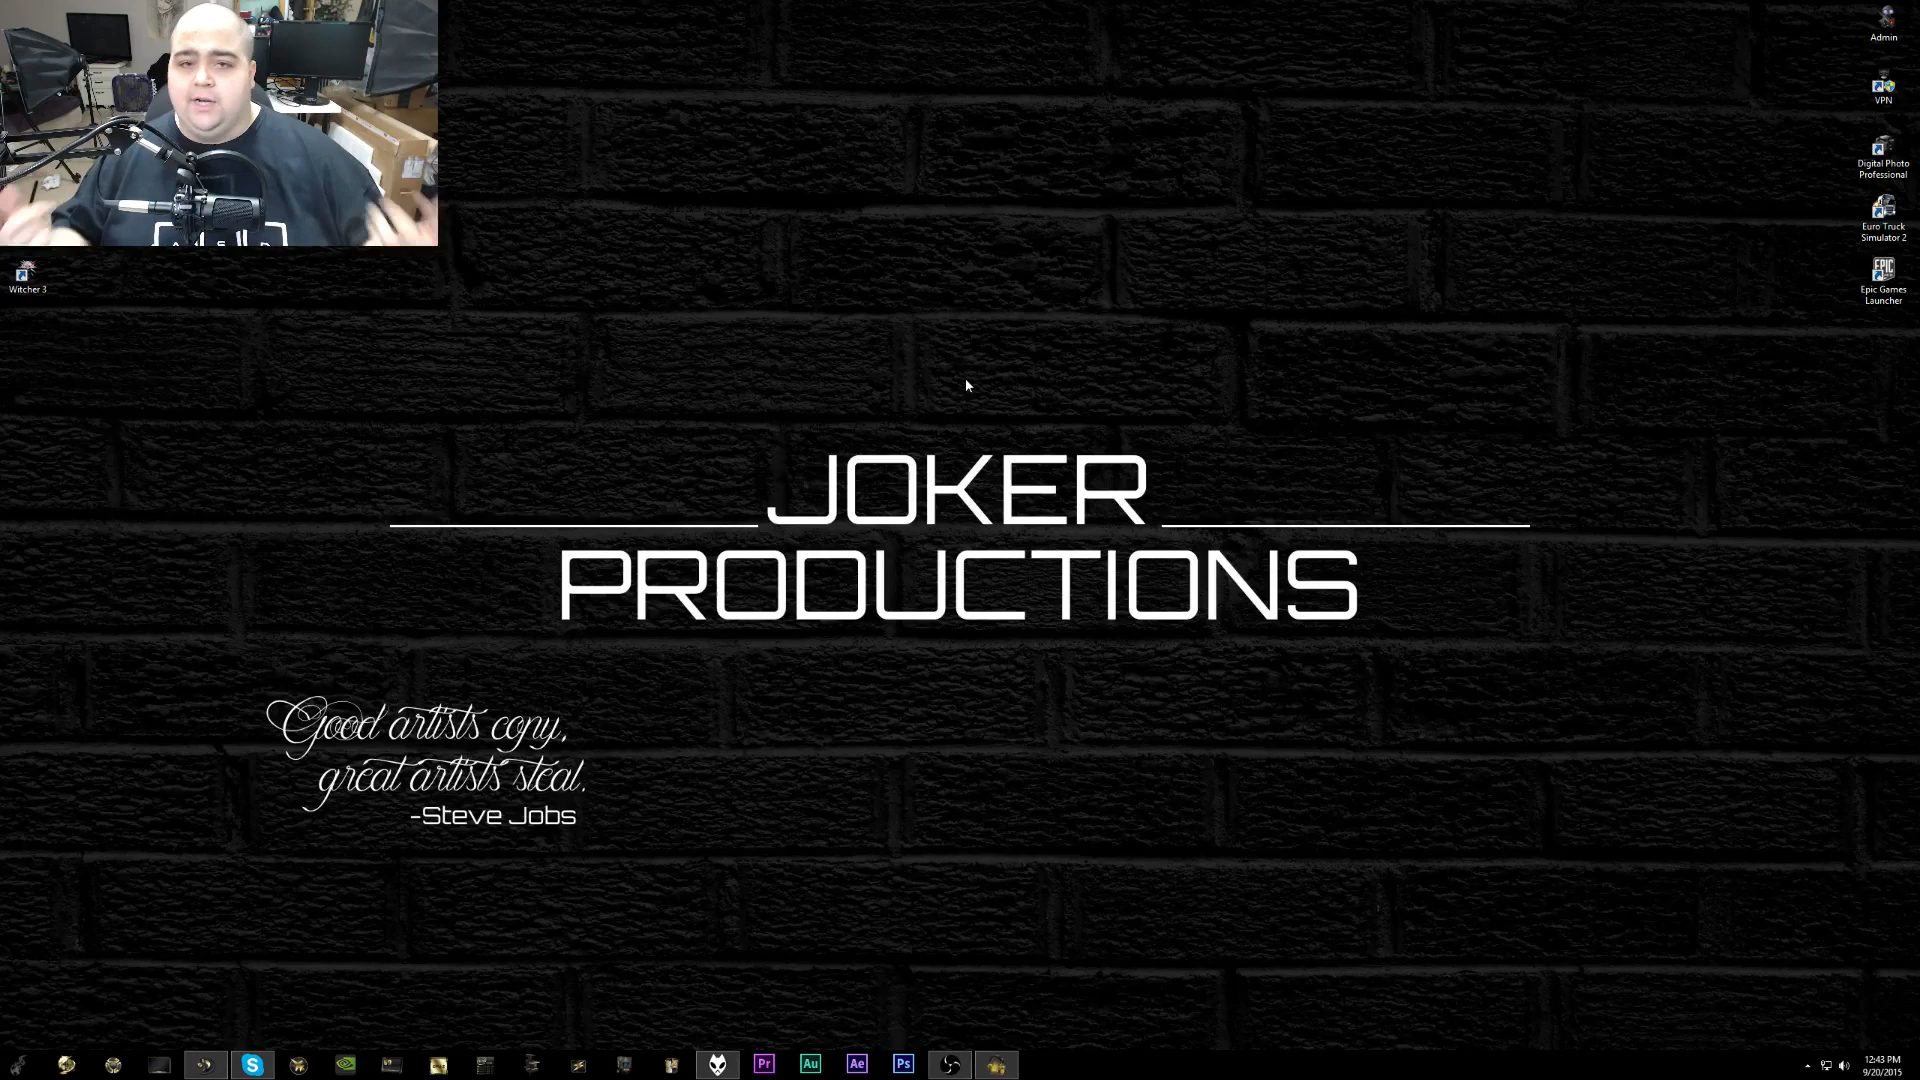 Admin
VPN
Digital Photo
Professional
Euro Truck
Simulator 2
EPIC
Epic Games
Launcher
Witcher 3
JOKER
PRODUCTIONS
Good artists copy,
great artists steal.
-Steve Jobs
S
Pr
Au
Ae
Ps
12:43 PM
9/20/2015